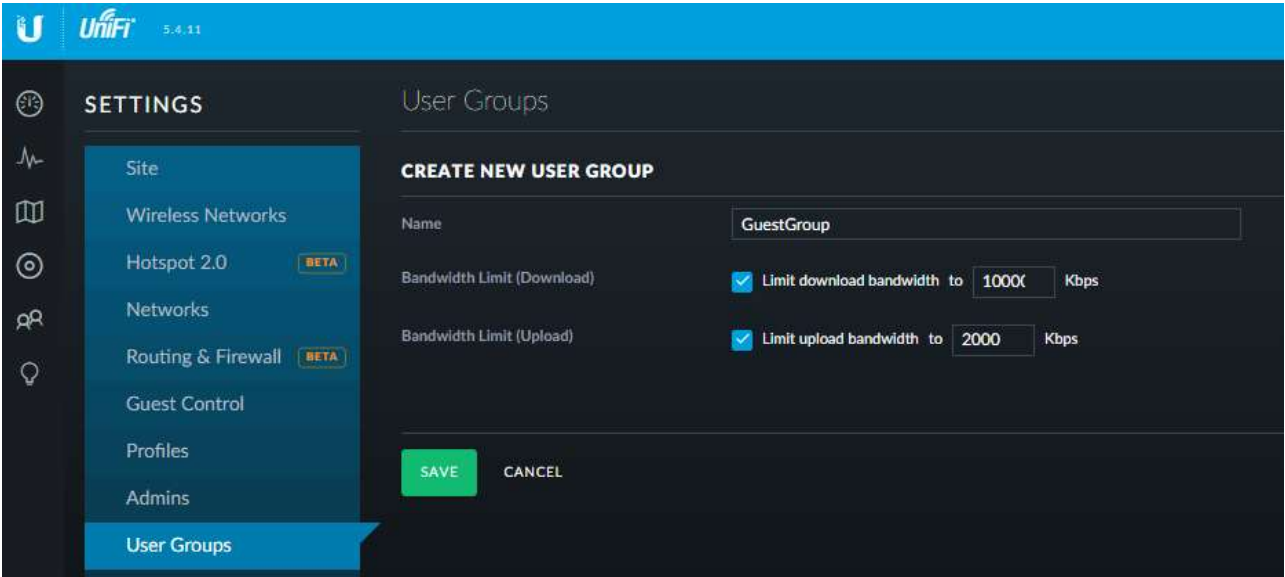 UniFi 5.4.11
SETTINGS
Site
Wireless Networks
Hotspot 2.0 BETA
Networks
Routing & Firewall BETA
Guest Control
Profiles
Admins
User Groups
User Groups
CREATE NEW USER GROUP
Name GuestGroup
Bandwidth Limit (Download) Limit download bandwidth to Kbps
Bandwidth Limit (Upload) Limit upload bandwidth to 2000 Kbps
SAVE CANCEL